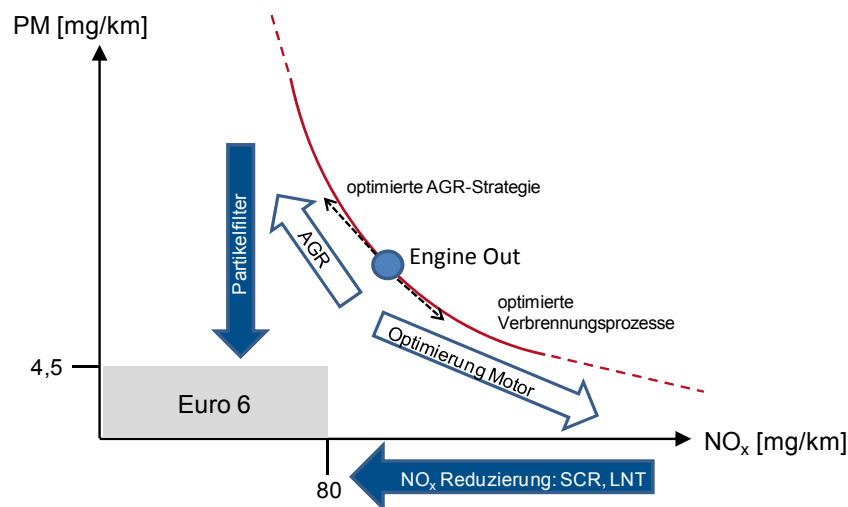 PM [mg/km]
optimierte AGR-Strategie
Partikelfilter
AGR
Engine Out
optimierte
Verbrennungsprozesse
Optimierung Motor
4,5
Euro 6
NOx [mg/km]
80
NOx Reduzierung: SCR, LNT